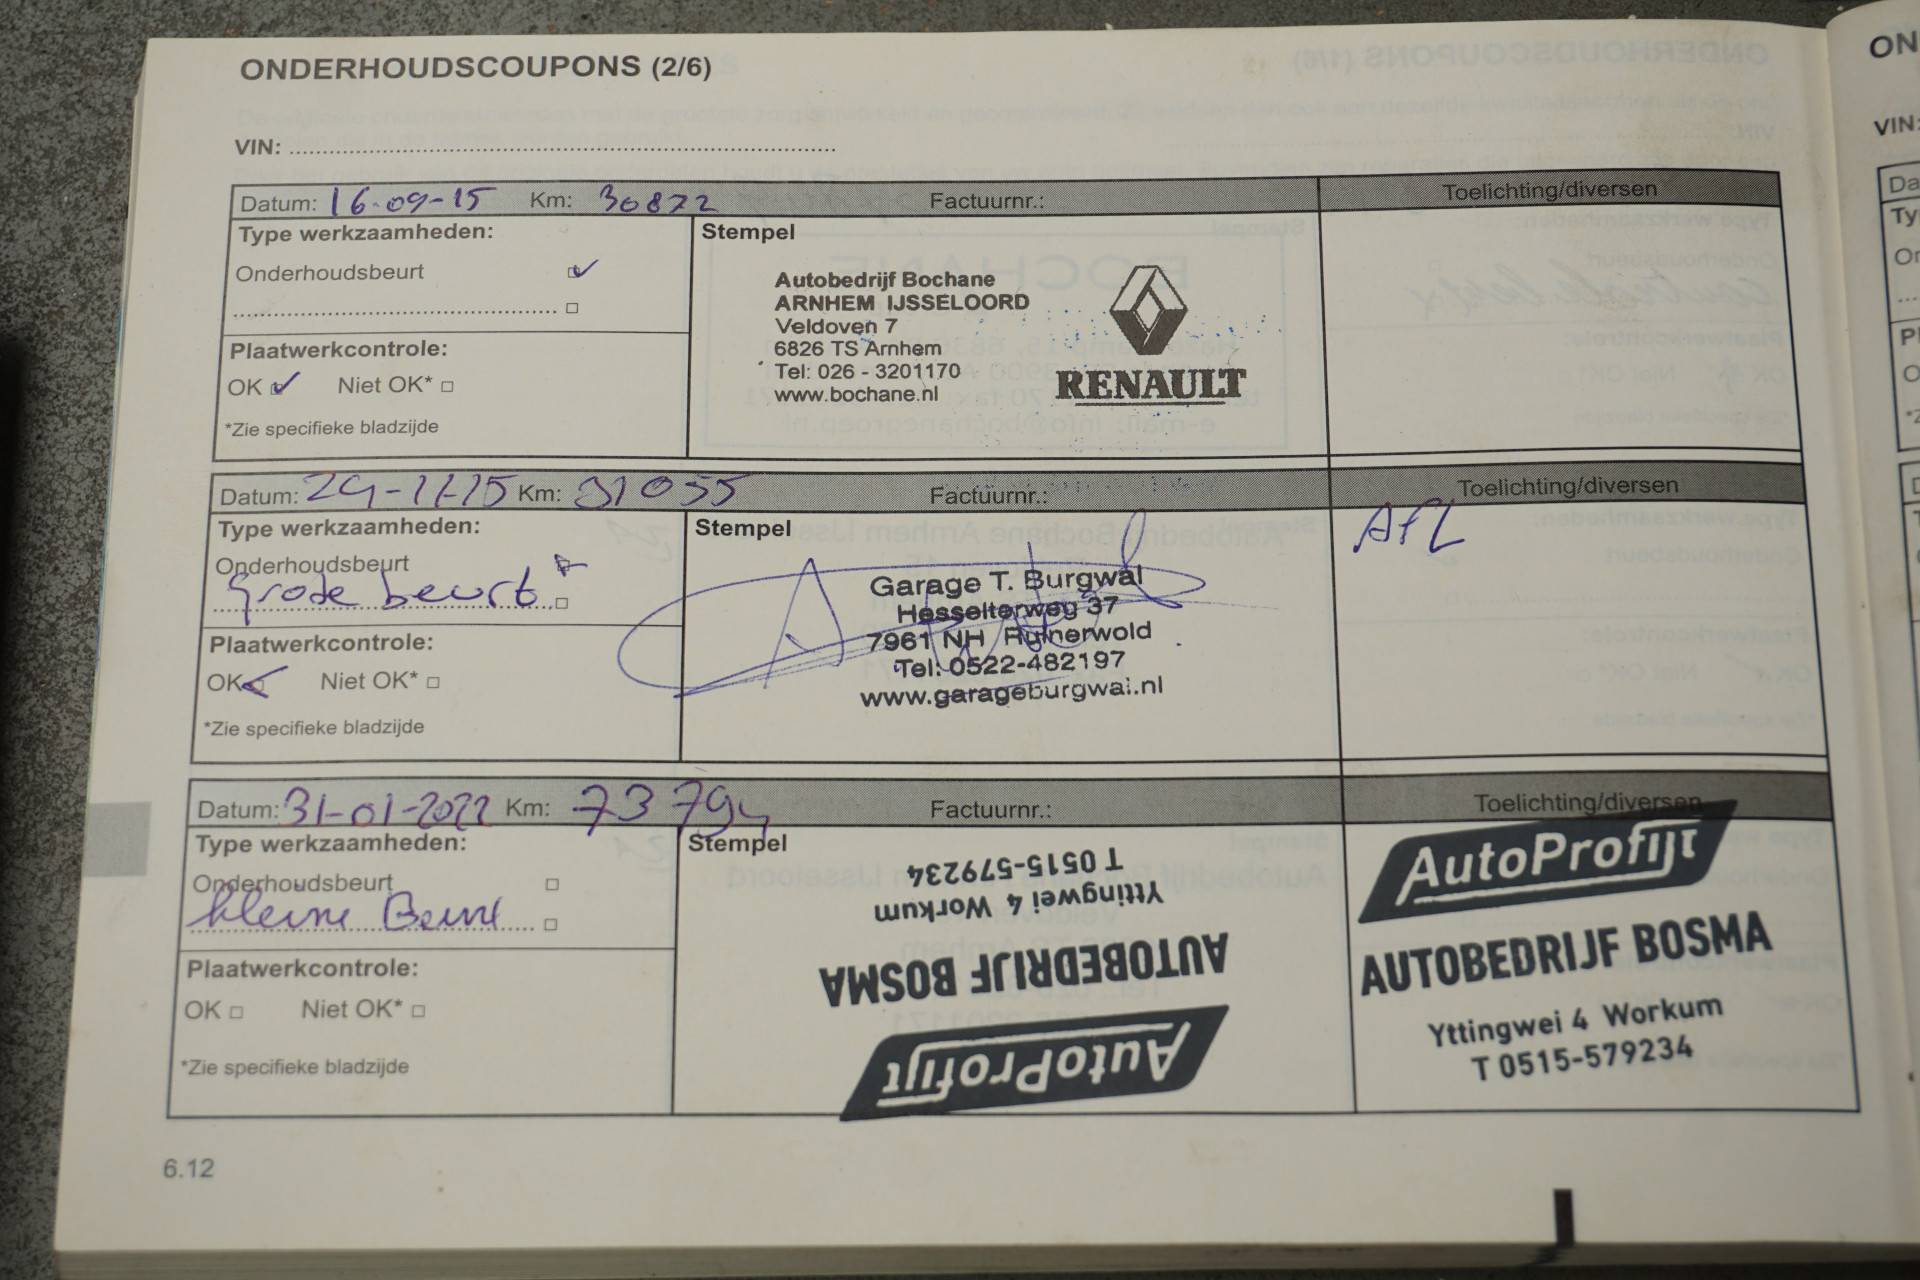 ONDERHOUDSCOUPONS (2/6)
VIN:
Datum: 16-09-15 Km: 30872 Factuurnr.: Toelichting/diversen
Type werkzaamheden:
Onderhoudsbeurt
Plaatwerkcontrole:
OK Niet OK*
*Zie specifieke bladzijde
Stempel
Autobedrijf Bochane
ARNHEM IJSSELOORD
Veldoven 7
6826 TS Arnhem
Tel: 026 - 3201170
www.bochane.nl
RENAULT
Datum: 24-11-15 Km: 31055 Factuurnr.: Toelichting/diversen
Type werkzaamheden:
Onderhoudsbeurt
Grote beurt
Plaatwerkcontrole:
OK Niet OK*
*Zie specifieke bladzijde
Stempel
Garage T. Burgwal
Hesselterweg 37
7961 NH Ruinerwold
Tel: 0522-482197
www.garageburgwal.nl
AFL
Datum: 31-01-2022 Km: 73794 Factuurnr.: Toelichting/diversen
Type werkzaamheden:
Onderhoudsbeurt
kleine Beurt
Plaatwerkcontrole:
OK Niet OK*
*Zie specifieke bladzijde
Stempel
AutoProfijt
AUTOBEDRIJF BOSMA
Yttingwei 4 Workum
T 0515-579234
AutoProfijt
AUTOBEDRIJF BOSMA
Yttingwei 4 Workum
T 0515-579234
6.12
ON
VIN: